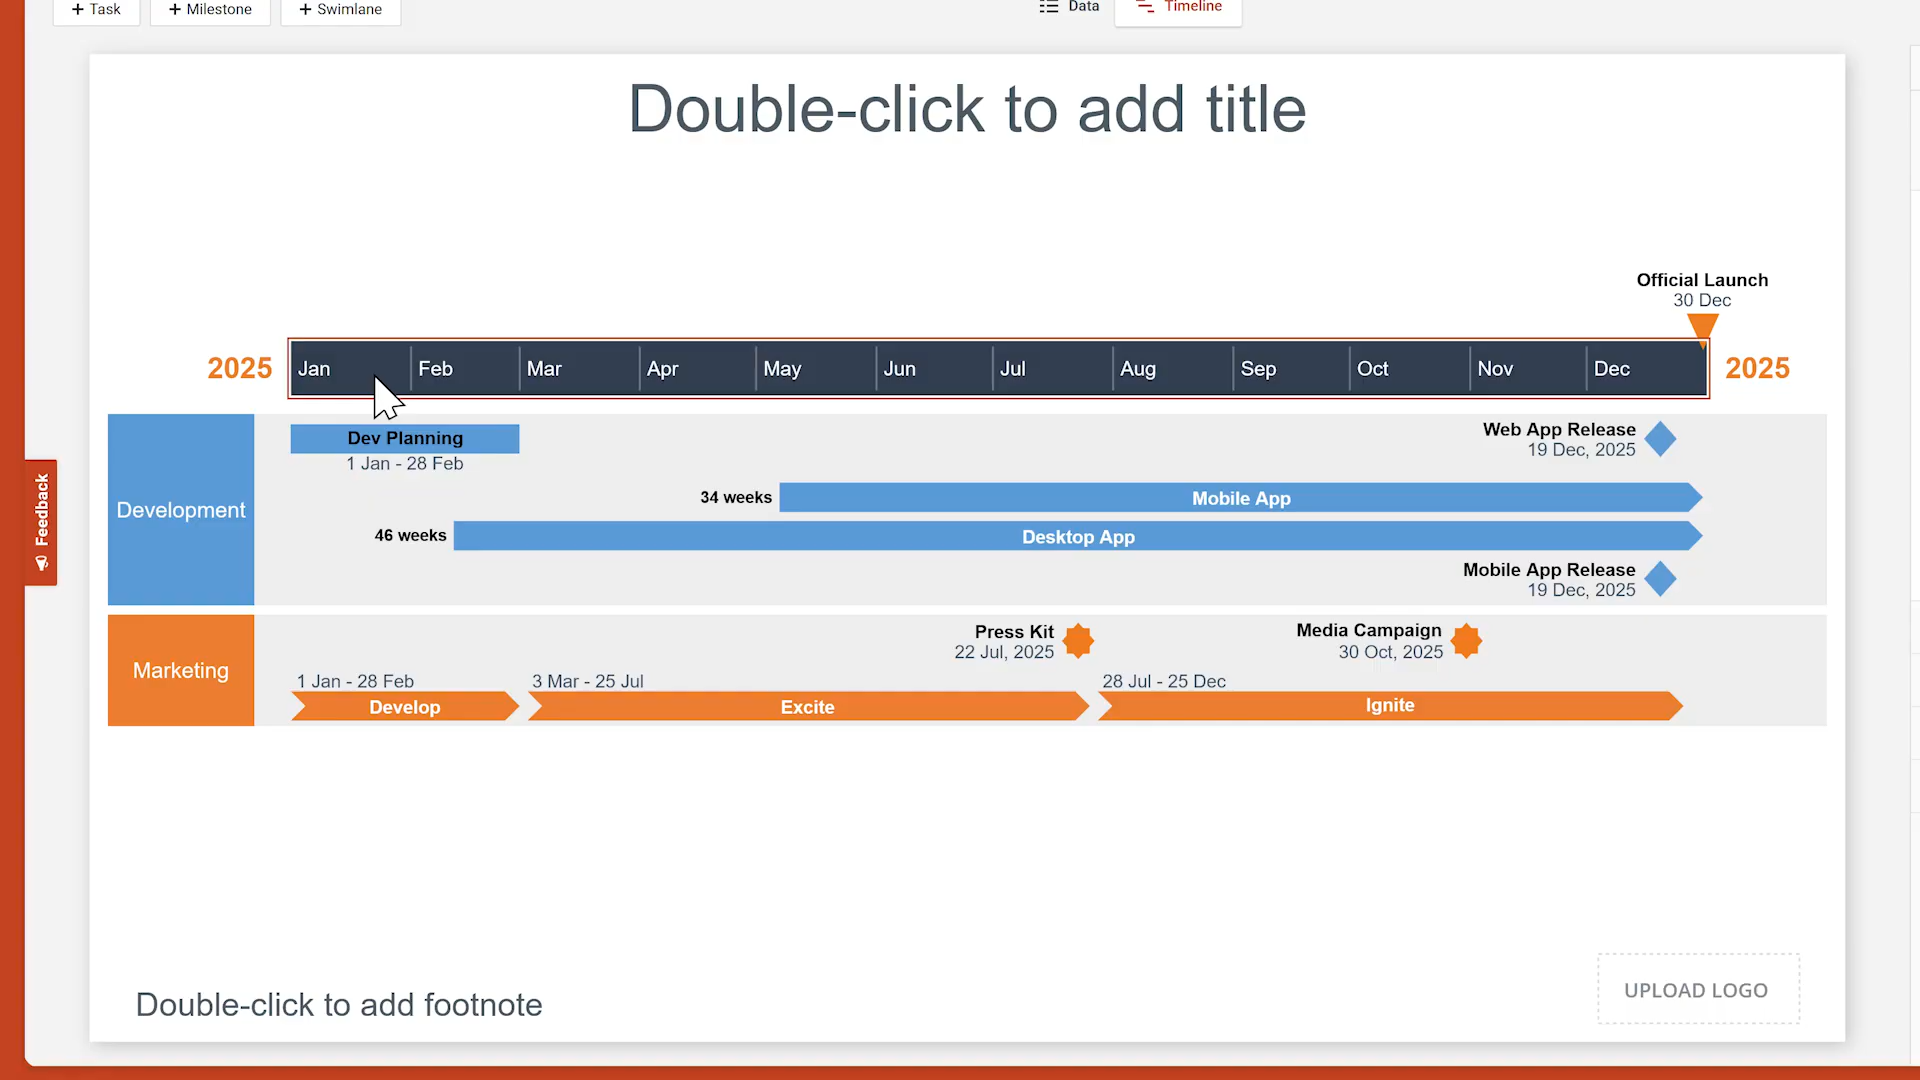 + Task
+ Milestone
+ Swimlane
Data
Timeline
Double-click to add title
Official Launch
30 Dec
2025
Jan
Feb
Mar
Apr
May
Jun
Jul
Aug
Sep
Oct
Nov
Dec
2025
Development
Dev Planning
1 Jan - 28 Feb
Web App Release
19 Dec, 2025
34 weeks
Mobile App
46 weeks
Desktop App
Mobile App Release
19 Dec, 2025
Feedback
Marketing
Press Kit
22 Jul, 2025
Media Campaign
30 Oct, 2025
1 Jan - 28 Feb
3 Mar - 25 Jul
28 Jul - 25 Dec
Develop
Excite
Ignite
Double-click to add footnote
UPLOAD LOGO